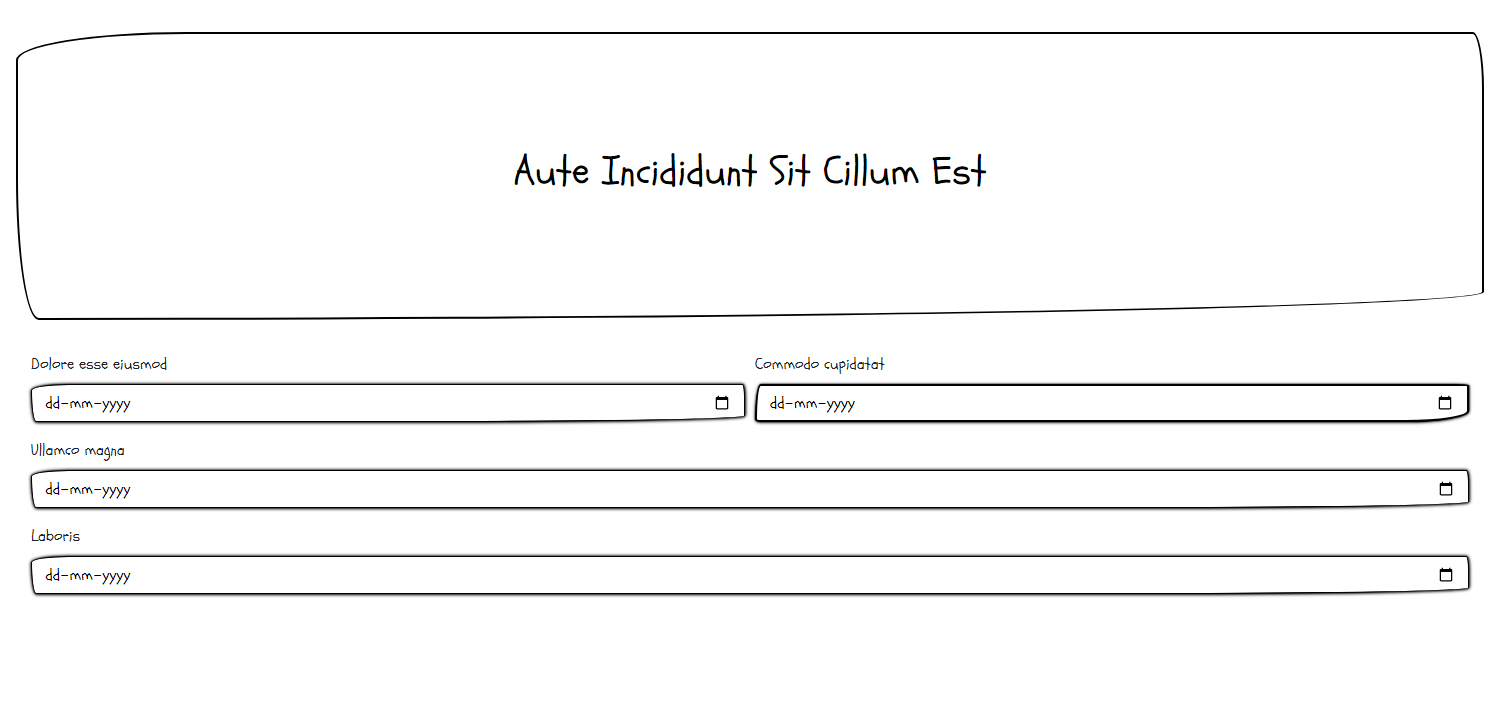 Aute Incididunt Sit Cillum Est
Dolore esse eiusmod
dd-mm-yyyy
Commodo cupidatat
dd-mm-yyyy
Ullamco magna
dd-mm-yyyy
Laboris
dd-mm-yyyy